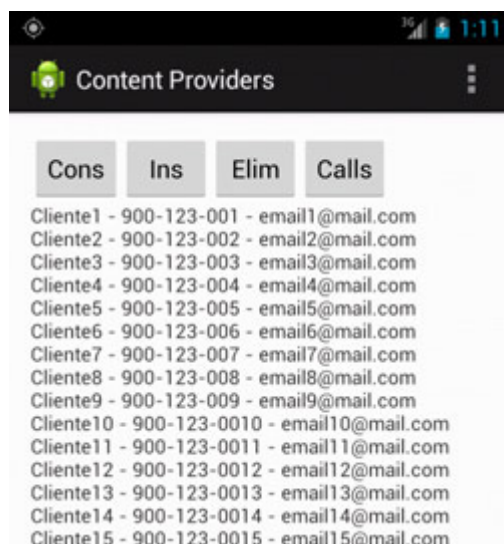 3G 1:11
Content Providers
Cons Ins Elim Calls
Cliente1 - 900-123-001 - email1@mail.com
Cliente2 - 900-123-002 - email2@mail.com
Cliente3 - 900-123-003 - email3@mail.com
Cliente4 - 900-123-004 - email4@mail.com
Cliente5 - 900-123-005 - email5@mail.com
Cliente6 - 900-123-006 - email6@mail.com
Cliente7 - 900-123-007 - email7@mail.com
Cliente8 - 900-123-008 - email8@mail.com
Cliente9 - 900-123-009 - email9@mail.com
Cliente10 - 900-123-0010 - email10@mail.com
Cliente11 - 900-123-0011 - email11@mail.com
Cliente12 - 900-123-0012 - email12@mail.com
Cliente13 - 900-123-0013 - email13@mail.com
Cliente14 - 900-123-0014 - email14@mail.com
Cliente15 - 900-123-0015 - email15@mail.com